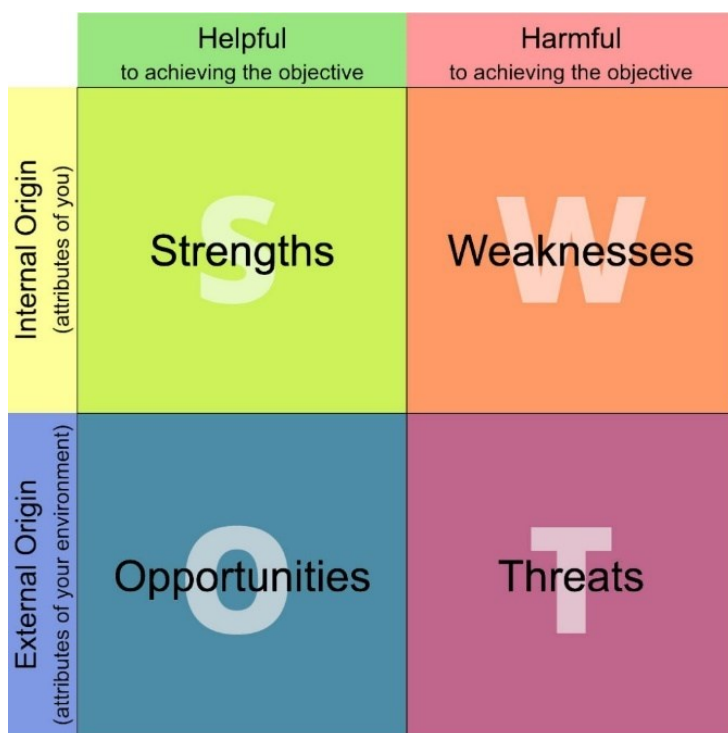 Helpful
to achieving the objective
Harmful
to achieving the objective
Internal Origin
(attributes of you)
S
Strengths
W
Weaknesses
External Origin
(attributes of your environment)
O
Opportunities
T
Threats